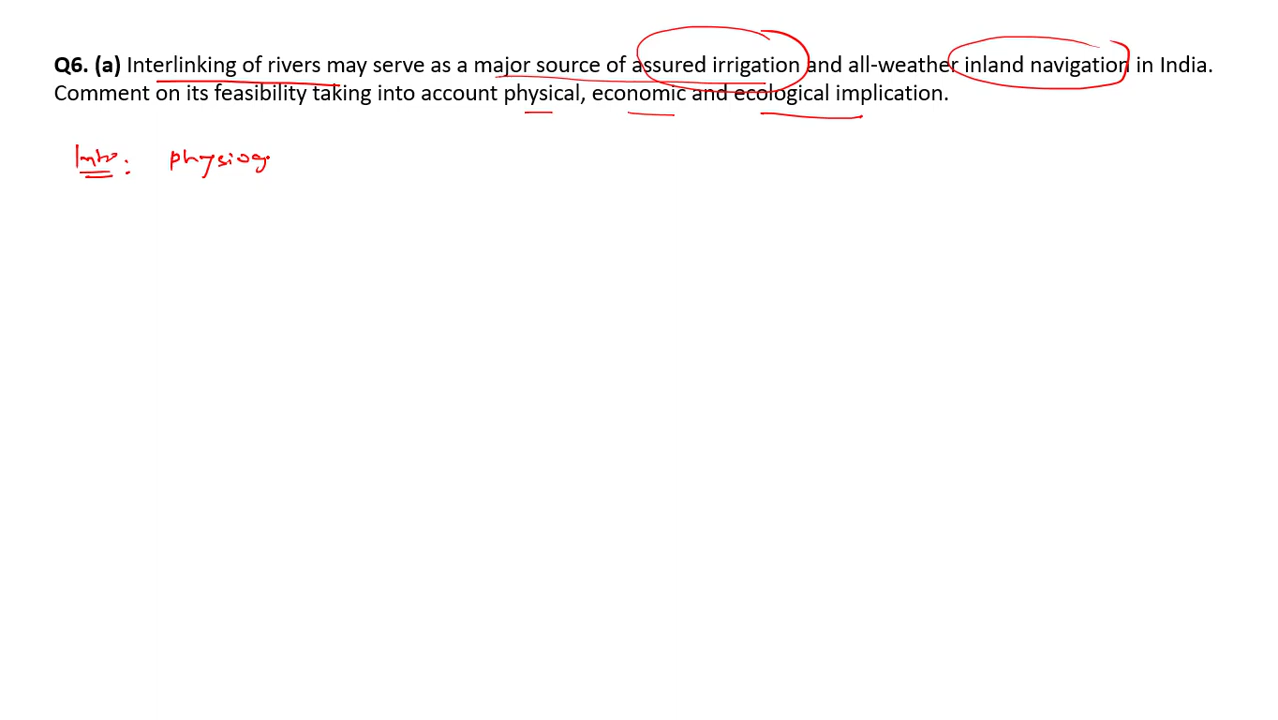 Q6. (a) Interlinking of rivers may serve as a major source of assured irrigation and all-weather inland navigation in India.
Comment on its feasibility taking into account physical, economic and ecological implication.
Intro: physiog